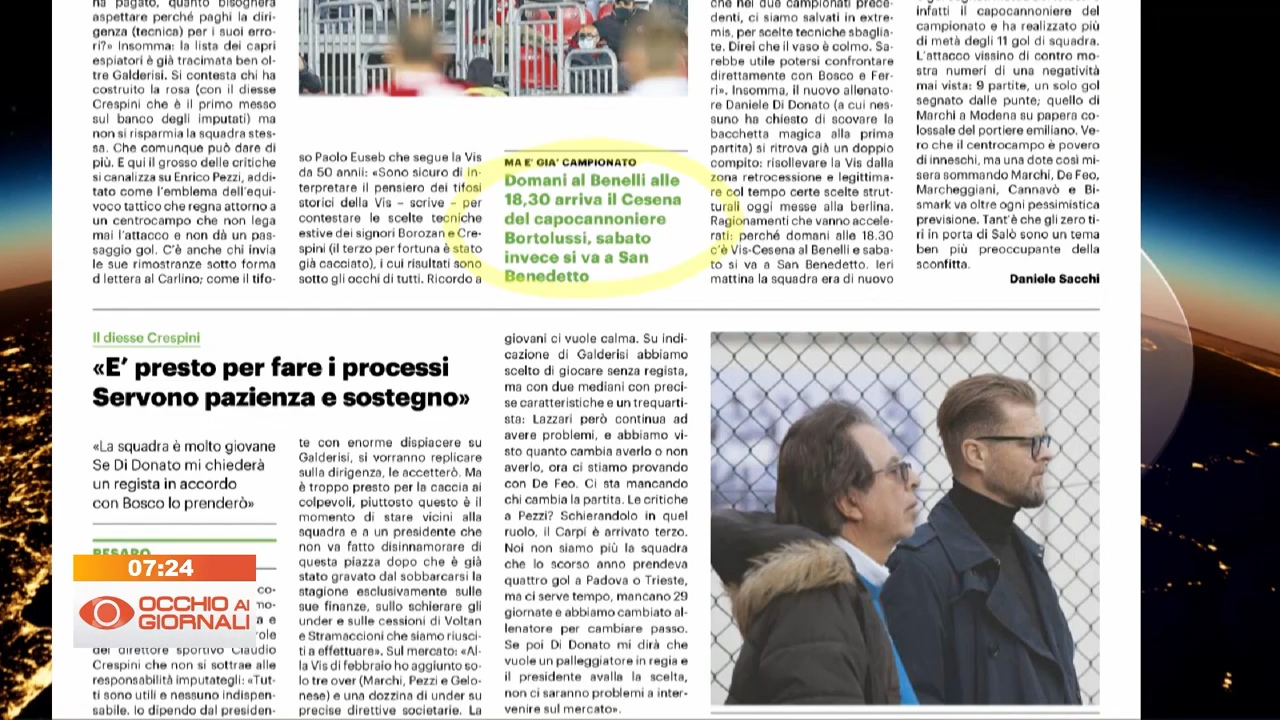 ha pagato, quanto bisognerà
aspettare perché paghi la diri-
genza (tecnica) per i suoi erro-
ri?» Insomma: la lista dei capri
espiatori è già tracimata ben ol-
tre Galderisi. Si contesta chi ha
costruito la rosa (con il diesse
Crespini che è il primo messo
sul banco degli imputati) ma
non si risparmia la squadra stes-
sa. Che comunque può dare di
più. E qui il grosso delle critiche
si canalizza su Enrico Pezzi, addi-
tato come l'emblema dell'equi-
voco tattico che regna attorno a
un centrocampo che non lega
mai l'attacco e non dà un pas-
saggio gol. C'è anche chi invia
le sue rimostranze sotto forma
d lettera al Carlino; come il tifo-
so Paolo Euseb che segue la Vis
da 50 annii: «Sono sicuro di in-
terpretare il pensiero dei tifosi
storici della Vis – scrive – per
contestare le scelte tecniche
estive dei signori Borozan e Cre-
spini (il terzo per fortuna è stato
già cacciato), i cui risultati sono
sotto gli occhi di tutti. Ricordo a
MA E' GIA' CAMPIONATO
Domani al Benelli alle
18,30 arriva il Cesena
del capocannoniere
Bortolussi, sabato
invece si va a San
Benedetto
che nei due campionati prece-
denti, ci siamo salvati in extre-
mis, per scelte tecniche sbaglia-
te. Direi che il vaso è colmo. Sa-
rebbe utile potersi confrontare
direttamente con Bosco e Fer-
ri». Insomma, il nuovo allenato-
re Daniele Di Donato (a cui nes-
suno ha chiesto di scovare la
bacchetta magica alla prima
partita) si ritrova già un doppio
compito: risollevare la Vis dalla
zona retrocessione e legittima-
re col tempo certe scelte strut-
turali oggi messe alla berlina.
Ragionamenti che vanno accele-
rati: perché domani alle 18.30
c'è Vis-Cesena al Benelli e saba-
to si va a San Benedetto. Ieri
mattina la squadra era di nuovo
infatti il capocannoniere del
campionato e ha realizzato più
di metà degli 11 gol di squadra.
L'attacco vissino di contro mo-
stra numeri di una negatività
mai vista: 9 partite, un solo gol
segnato dalle punte; quello di
Marchi a Modena su papera co-
lossale del portiere emiliano. Ve-
ro che il centrocampo è povero
di inneschi, ma una dote così mi-
sera sommando Marchi, De Feo,
Marcheggiani, Cannavò e Bi-
smark va oltre ogni pessimistica
previsione. Tant'è che gli zero ti-
ri in porta di Salò sono un tema
ben più preoccupante della
sconfitta.
Daniele Sacchi
Il diesse Crespini
«E' presto per fare i processi
Servono pazienza e sostegno»
«La squadra è molto giovane
Se Di Donato mi chiederà
un regista in accordo
con Bosco lo prenderò»
PESARO
co-
mo-
a e
role
del direttore sportivo Claudio
Crespini che non si sottrae alle
responsabilità imputategli: «Tut-
ti sono utili e nessuno indispen-
sabile. Io dipendo dal presiden-
te con enorme dispiacere su
Galderisi, si vorranno replicare
sulla dirigenza, le accetterò. Ma
è troppo presto per la caccia ai
colpevoli, piuttosto questo è il
momento di stare vicini alla
squadra e a un presidente che
non va fatto disinnamorare di
questa piazza dopo che è già
stato gravato dal sobbarcarsi la
stagione esclusivamente sulle
sue finanze, sullo schierare gli
under e sulle cessioni di Voltan
e Stramaccioni che siamo riusci-
ti a effettuare». Sul mercato: «Al-
la Vis di febbraio ho aggiunto so-
lo tre over (Marchi, Pezzi e Gelo-
nese) e una dozzina di under su
precise direttive societarie. La
giovani ci vuole calma. Su indi-
cazione di Galderisi abbiamo
scelto di giocare senza regista,
ma con due mediani con preci-
se caratteristiche e un trequarti-
sta: Lazzari però continua ad
avere problemi, e abbiamo vi-
sto quanto cambia averlo o non
averlo, ora ci stiamo provando
con De Feo. Ci sta mancando
chi cambia la partita. Le critiche
a Pezzi? Schierandolo in quel
ruolo, il Carpi è arrivato terzo.
Noi non siamo più la squadra
che lo scorso anno prendeva
quattro gol a Padova o Trieste,
ma ci serve tempo, mancano 29
giornate e abbiamo cambiato al-
lenatore per cambiare passo.
Se poi Di Donato mi dirà che
vuole un palleggiatore in regia e
il presidente avalla la scelta,
non ci saranno problemi a inter-
venire sul mercato».
07:24
OCCHIO AI
GIORNALI